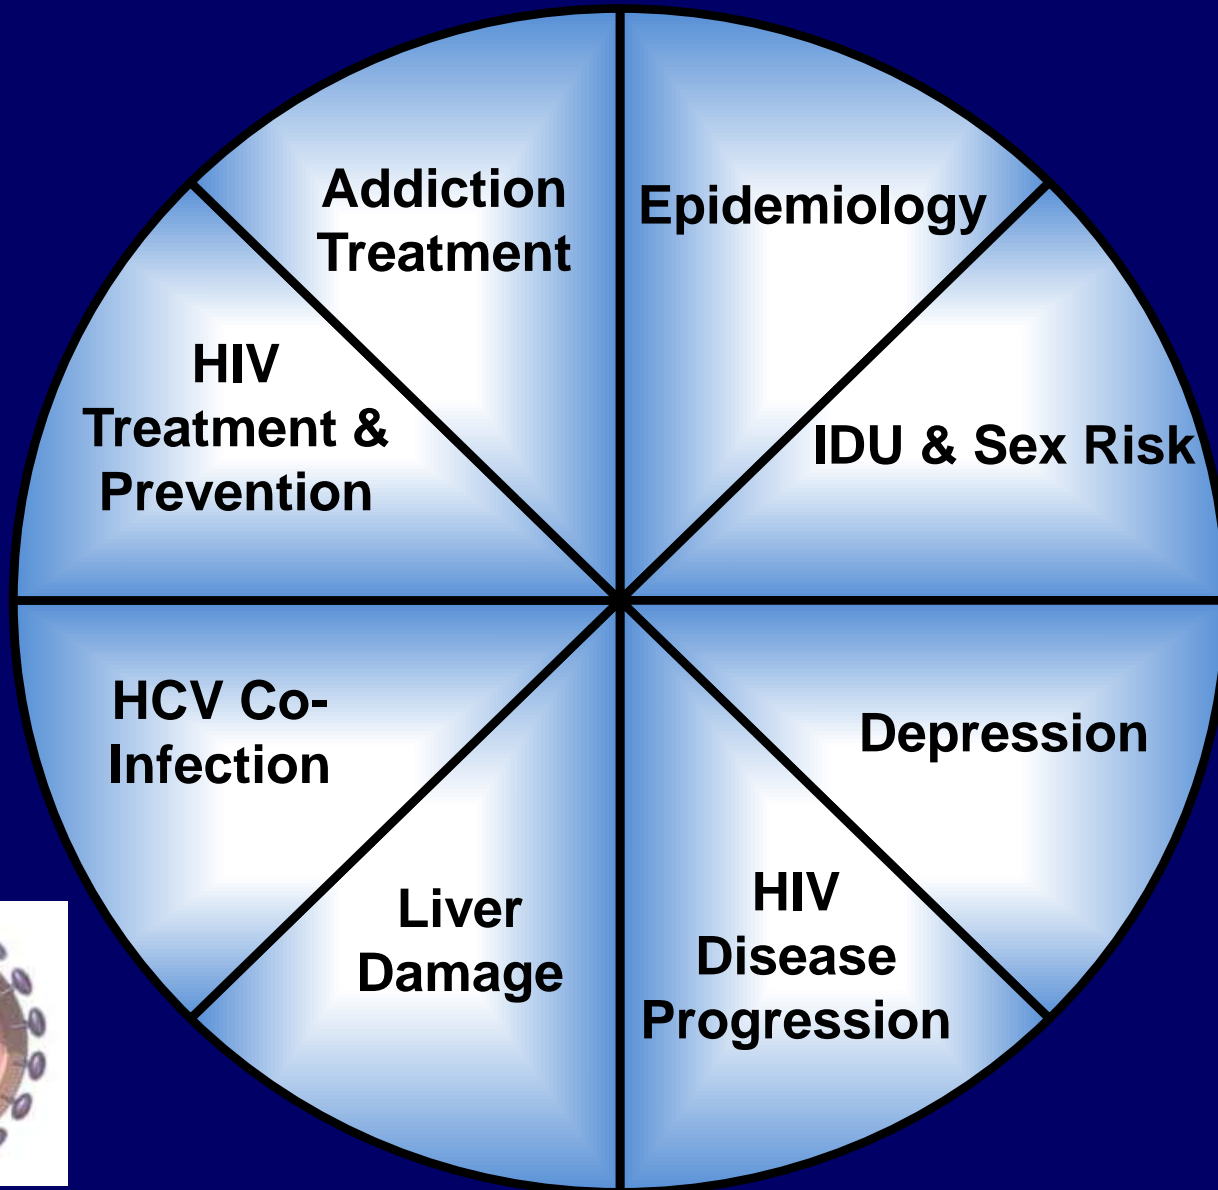 Addiction
Treatment
Epidemiology
HIV
Treatment &
Prevention
IDU & Sex Risk
HCV Co-
Infection
Depression
Liver
Damage
HIV
Disease
Progression